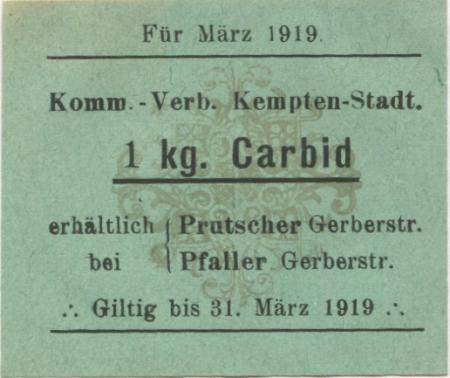 Für März 1919.
Komm.-Verb. Kempten-Stadt.
1 kg. Carbid
erhältlich { Prutscher Gerberstr.
bei { Pfaller Gerberstr.
∴ Giltig bis 31. März 1919 ∴